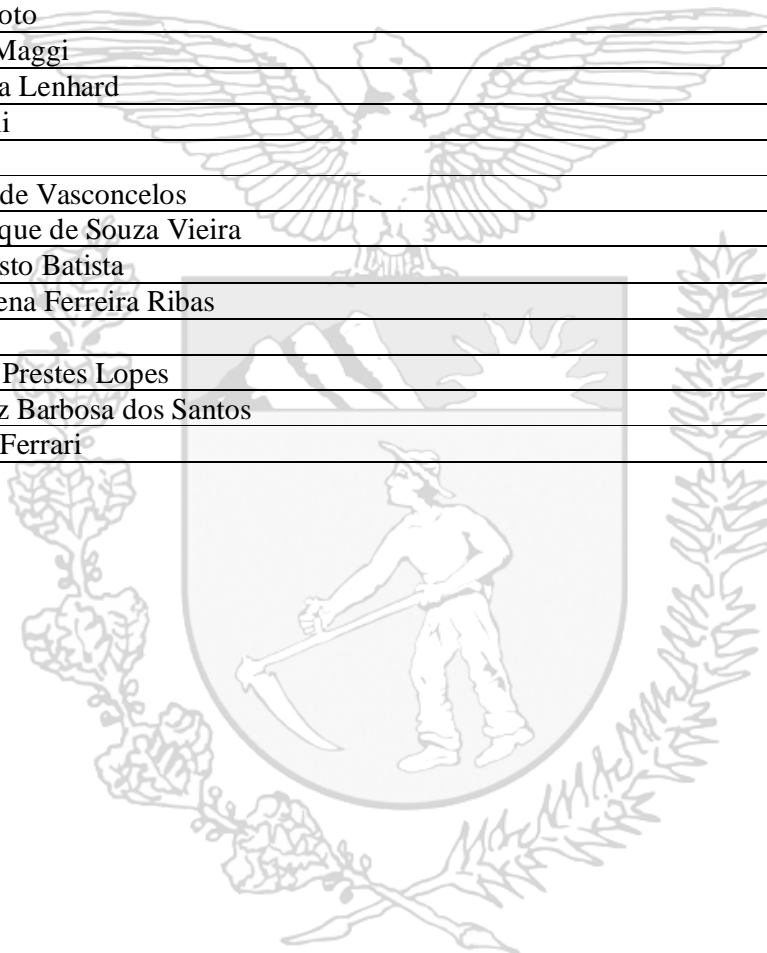 oto
Maggi
a Lenhard
i
de Vasconcelos
que de Souza Vieira
sto Batista
ena Ferreira Ribas
Prestes Lopes
z Barbosa dos Santos
Ferrari